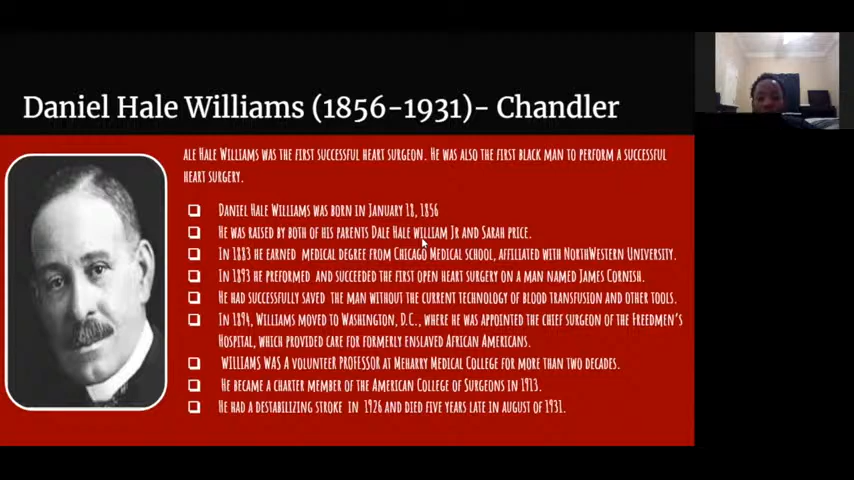 Daniel Hale Williams (1856-1931)- Chandler
ALE HALE WILLIAMS WAS THE FIRST SUCCESSFUL HEART SURGEON. HE WAS ALSO THE FIRST BLACK MAN TO PERFORM A SUCCESSFUL
HEART SURGERY.
❑ DANIEL HALE WILLIAMS WAS BORN IN JANUARY 18, 1856
❑ HE WAS RAISED BY BOTH OF HIS PARENTS DALE HALE WILLIAM JR AND SARAH PRICE.
❑ IN 1883 HE EARNED MEDICAL DEGREE FROM CHICAGO MEDICAL SCHOOL, AFFILIATED WITH NORTHWESTERN UNIVERSITY.
❑ IN 1893 HE PREFORMED AND SUCCEEDED THE FIRST OPEN HEART SURGERY ON A MAN NAMED JAMES CORNISH.
❑ HE HAD SUCCESSFULLY SAVED THE MAN WITHOUT THE CURRENT TECHNOLOGY OF BLOOD TRANSFUSION AND OTHER TOOLS.
❑ IN 1894, WILLIAMS MOVED TO WASHINGTON, D.C., WHERE HE WAS APPOINTED THE CHIEF SURGEON OF THE FREEDMEN'S
HOSPITAL, WHICH PROVIDED CARE FOR FORMERLY ENSLAVED AFRICAN AMERICANS.
❑ WILLIAMS WAS A VOLUNTEER PROFESSOR AT MEHARRY MEDICAL COLLEGE FOR MORE THAN TWO DECADES.
❑ HE BECAME A CHARTER MEMBER OF THE AMERICAN COLLEGE OF SURGEONS IN 1913.
❑ HE HAD A DESTABILIZING STROKE IN 1926 AND DIED FIVE YEARS LATE IN AUGUST OF 1931.